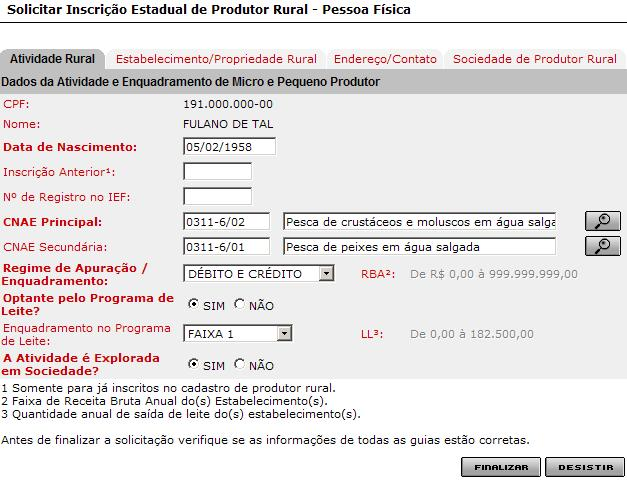 Solicitar Inscrição Estadual de Produtor Rural - Pessoa Física
Atividade Rural Estabelecimento/Propriedade Rural Endereço/Contato Sociedade de Produtor Rural
Dados da Atividade e Enquadramento de Micro e Pequeno Produtor
CPF: 191.000.000-00
Nome: FULANO DE TAL
Data de Nascimento: 05/02/1958
Inscrição Anterior¹:
Nº de Registro no IEF:
CNAE Principal: 0311-6/02 Pesca de crustáceos e moluscos em água salga
CNAE Secundária: 0311-6/01 Pesca de peixes em água salgada
Regime de Apuração /
Enquadramento: DÉBITO E CRÉDITO RBA²: De R$ 0,00 à 999.999.999,00
Optante pelo Programa de
Leite? SIM NÃO
Enquadramento no Programa
de Leite: FAIXA 1 LL³: De 0,00 à 182.500,00
A Atividade é Explorada
em Sociedade? SIM NÃO
1 Somente para já inscritos no cadastro de produtor rural.
2 Faixa de Receita Bruta Anual do(s) Estabelecimento(s).
3 Quantidade anual de saída de leite do(s) estabelecimento(s).
Antes de finalizar a solicitação verifique se as informações de todas as guias estão corretas.
FINALIZAR DESISTIR